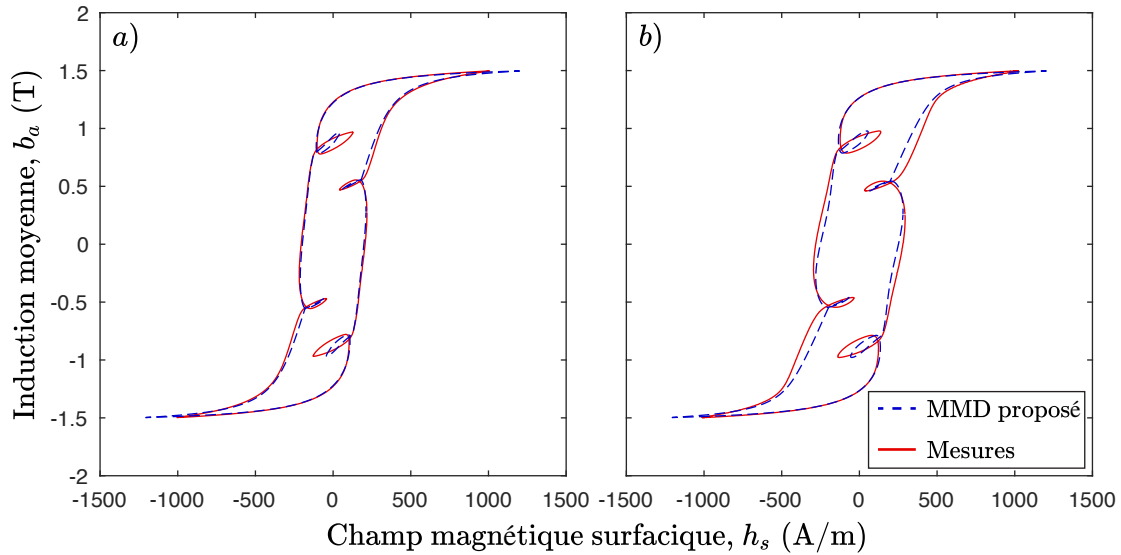 a)
b)
2
1.5
1
0.5
0
-0.5
-1
-1.5
-2
Induction moyenne, b_a (T)
-1500 -1000 -500 0 500 1000 1500
-1500 -1000 -500 0 500 1000 1500
MMD proposé
Mesures
Champ magnétique surfacique, h_s (A/m)